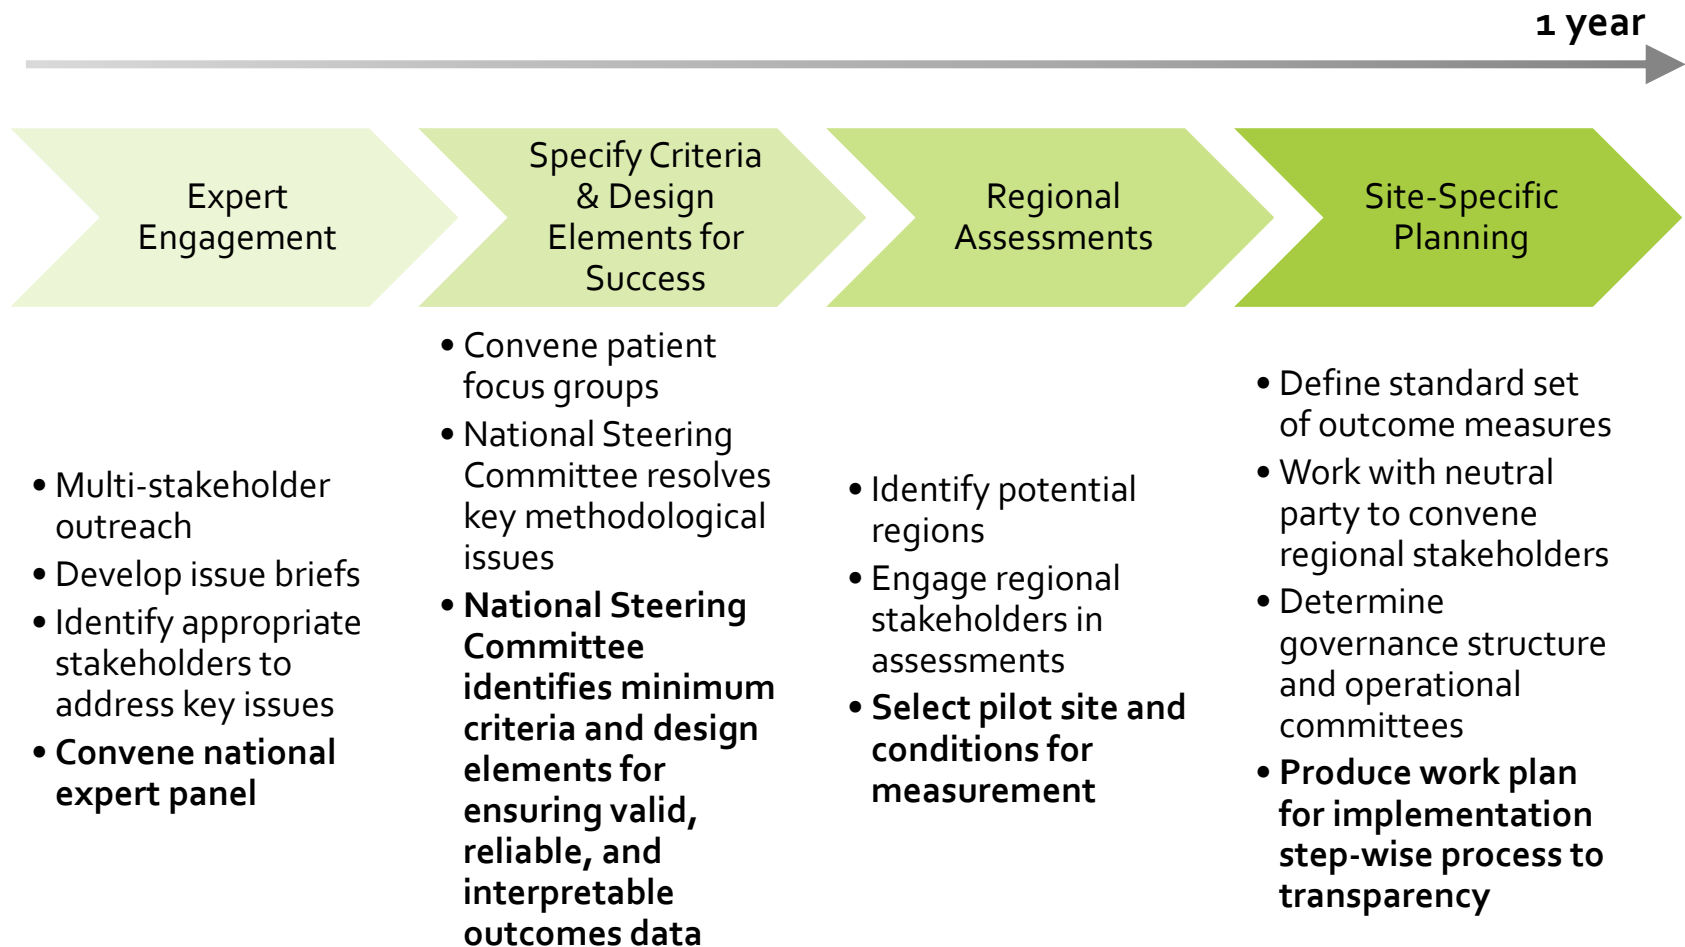 1 year
Expert
Engagement
Specify Criteria
& Design
Elements for
Success
Regional
Assessments
Site-Specific
Planning
• Multi-stakeholder
outreach
• Develop issue briefs
• Identify appropriate
stakeholders to
address key issues
• Convene national
expert panel
• Convene patient
focus groups
• National Steering
Committee resolves
key methodological
issues
• National Steering
Committee
identifies minimum
criteria and design
elements for
ensuring valid,
reliable, and
interpretable
outcomes data
• Identify potential
regions
• Engage regional
stakeholders in
assessments
• Select pilot site and
conditions for
measurement
• Define standard set
of outcome measures
• Work with neutral
party to convene
regional stakeholders
• Determine
governance structure
and operational
committees
• Produce work plan
for implementation
step-wise process to
transparency